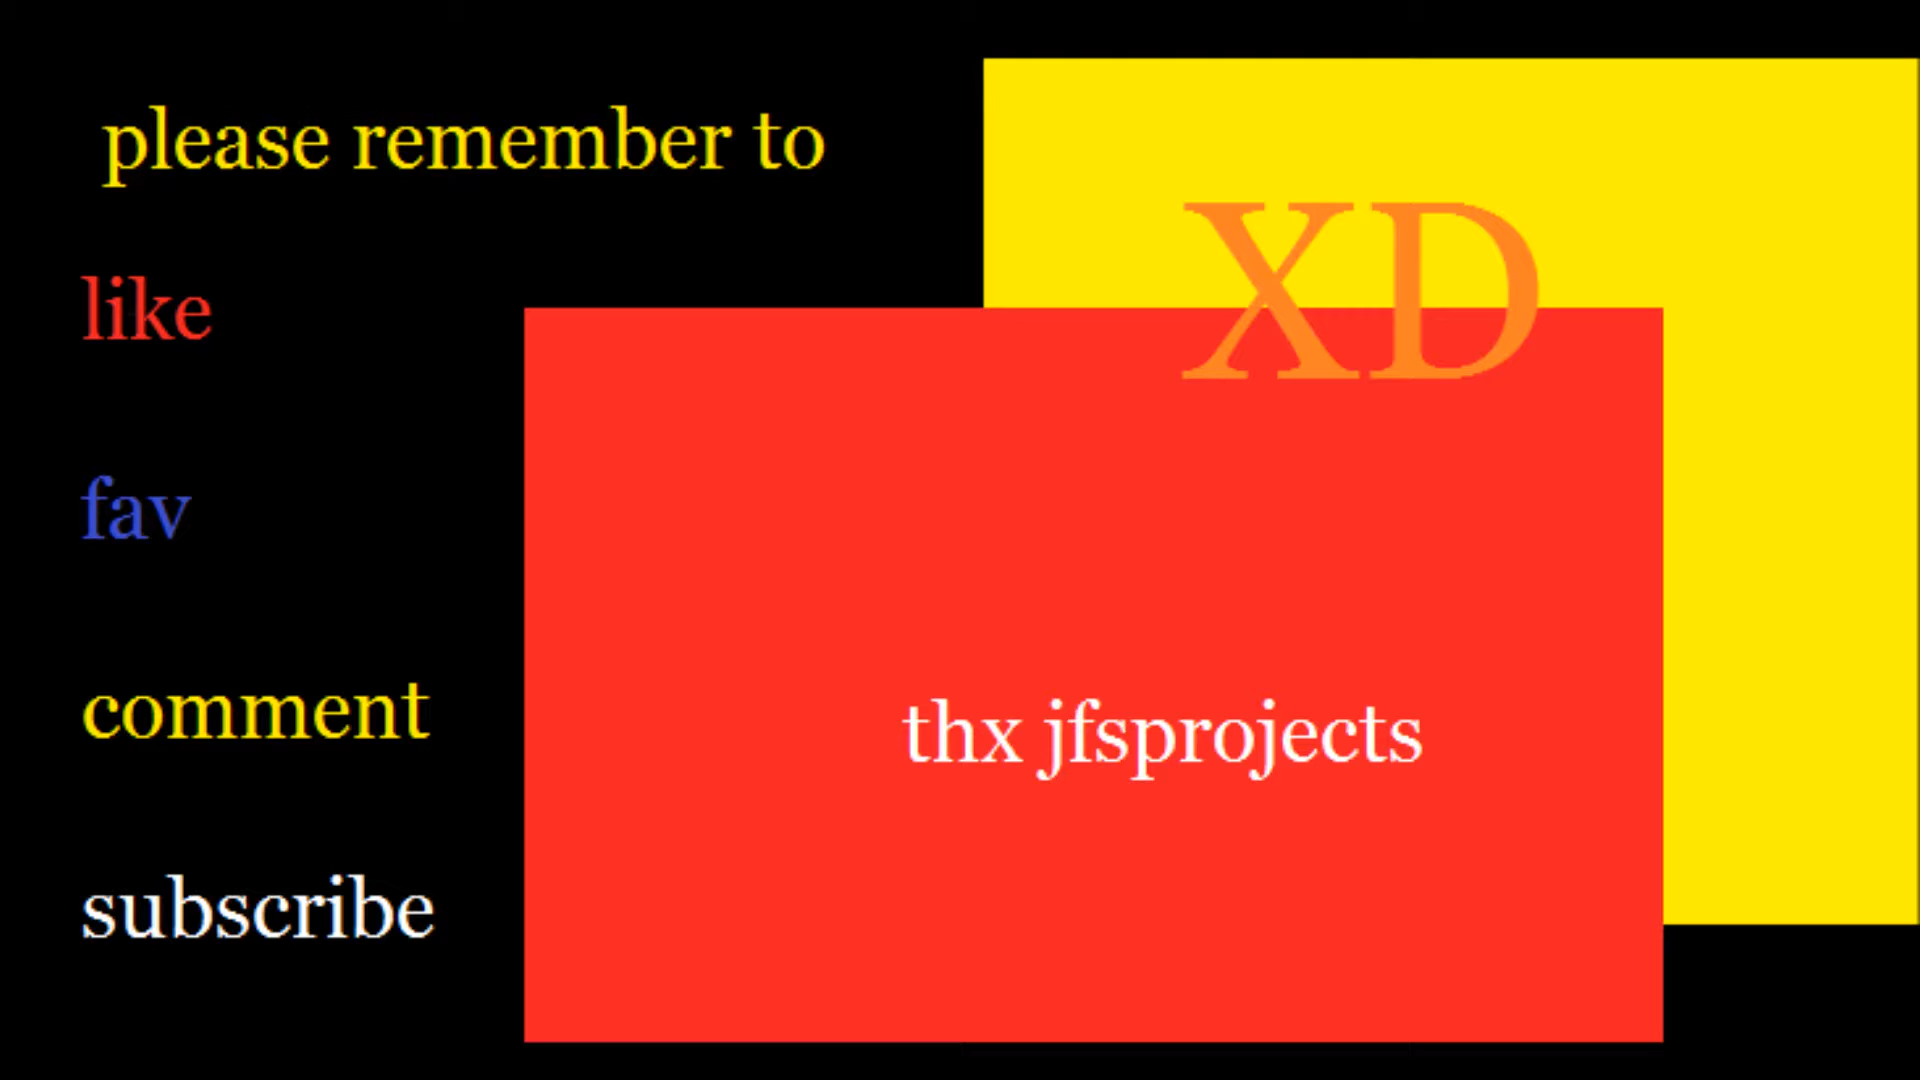 please remember to
like
fav
comment
subscribe
XD
thx jfsprojects